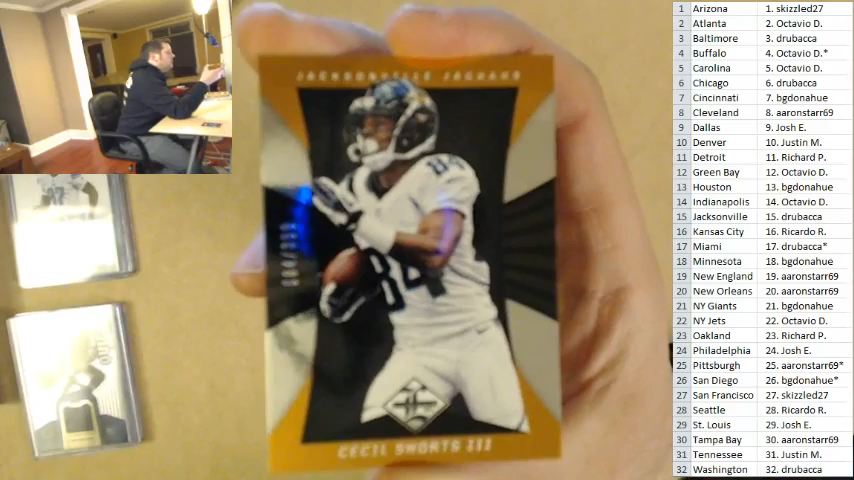 JACKSONVILLE JAGUARS
84
84
CECIL SHORTS III
1 Arizona 1. skizzled27
2 Atlanta 2. Octavio D.
3 Baltimore 3. drubacca
4 Buffalo 4. Octavio D.*
5 Carolina 5. Octavio D.
6 Chicago 6. drubacca
7 Cincinnati 7. bgdonahue
8 Cleveland 8. aaronstarr69
9 Dallas 9. Josh E.
10 Denver 10. Justin M.
11 Detroit 11. Richard P.
12 Green Bay 12. Octavio D.
13 Houston 13. bgdonahue
14 Indianapolis 14. Octavio D.
15 Jacksonville 15. drubacca
16 Kansas City 16. Ricardo R.
17 Miami 17. drubacca*
18 Minnesota 18. bgdonahue
19 New England 19. aaronstarr69
20 New Orleans 20. aaronstarr69
21 NY Giants 21. bgdonahue
22 NY Jets 22. Octavio D.
23 Oakland 23. Richard P.
24 Philadelphia 24. Josh E.
25 Pittsburgh 25. aaronstarr69*
26 San Diego 26. bgdonahue*
27 San Francisco 27. skizzled27
28 Seattle 28. Ricardo R.
29 St. Louis 29. Josh E.
30 Tampa Bay 30. aaronstarr69
31 Tennessee 31. Justin M.
32 Washington 32. drubacca